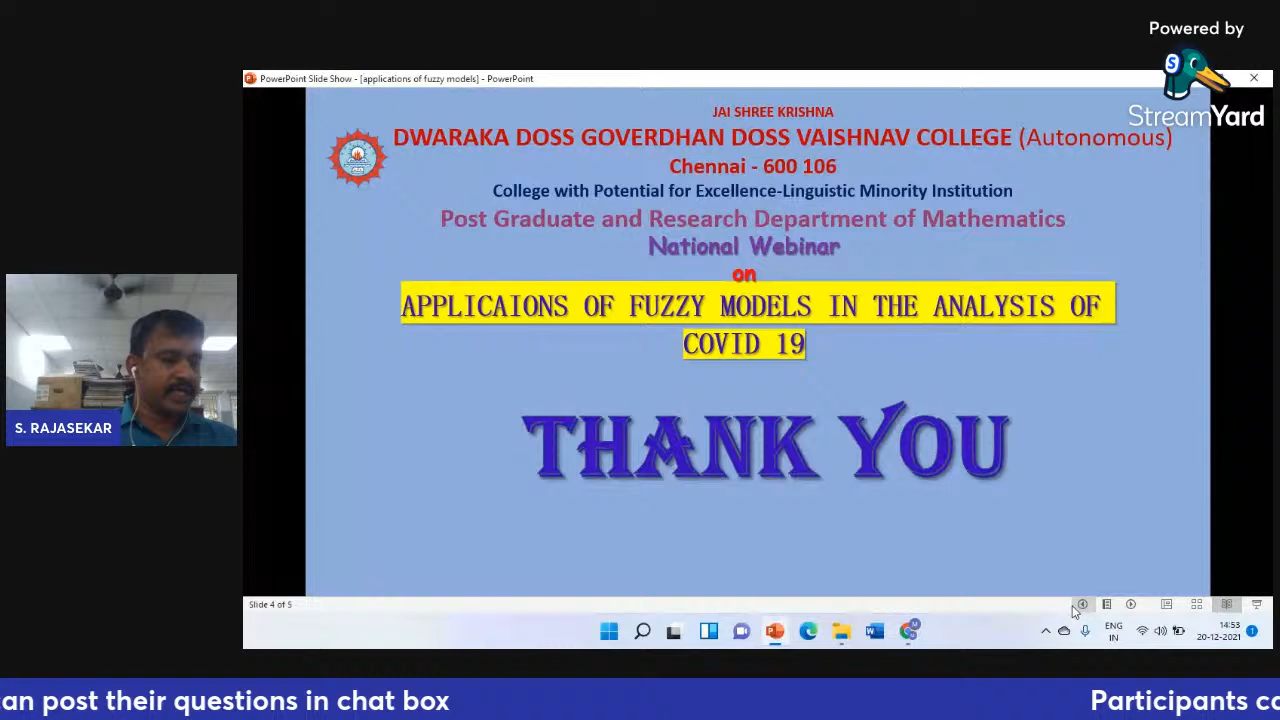 Powered by
StreamYard
PowerPoint Slide Show - [applications of fuzzy models] - PowerPoint
JAI SHREE KRISHNA
DWARAKA DOSS GOVERDHAN DOSS VAISHNAV COLLEGE (Autonomous)
Chennai - 600 106
College with Potential for Excellence-Linguistic Minority Institution
Post Graduate and Research Department of Mathematics
National Webinar
on
APPLICAIONS OF FUZZY MODELS IN THE ANALYSIS OF
COVID 19
THANK YOU
S. RAJASEKAR
Slide 4 of 5
ENG
IN
14:53
20-12-2021
1
an post their questions in chat box
Participants